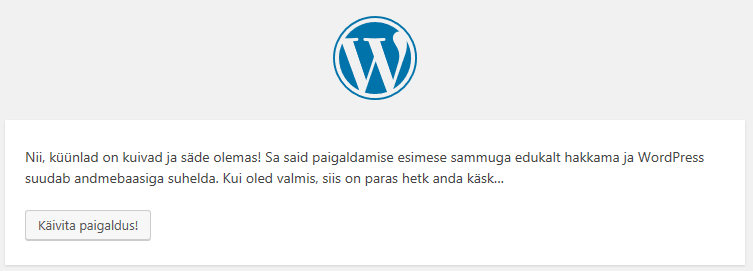 Nii, küünlad on kuivad ja säde olemas! Sa said paigaldamise esimese sammuga edukalt hakkama ja WordPress
suudab andmebaasiga suhelda. Kui oled valmis, siis on paras hetk anda käsk…
Käivita paigaldus!